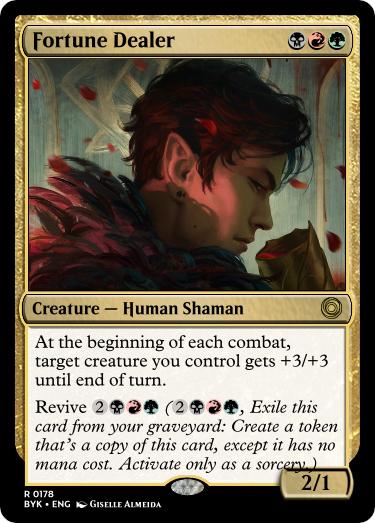 Fortune Dealer
Creature — Human Shaman
At the beginning of each combat,
target creature you control gets +3/+3
until end of turn.
Revive 2 (2, Exile this
card from your graveyard: Create a token
that's a copy of this card, except it has no
mana cost. Activate only as a sorcery.)
2/1
R 0178
BYK • ENG Giselle Almeida